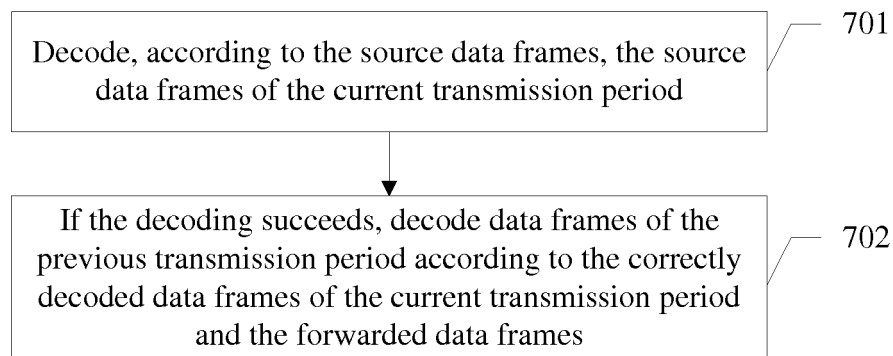 Decode, according to the source data frames, the source
data frames of the current transmission period
701
If the decoding succeeds, decode data frames of the
previous transmission period according to the correctly
decoded data frames of the current transmission period
and the forwarded data frames
702